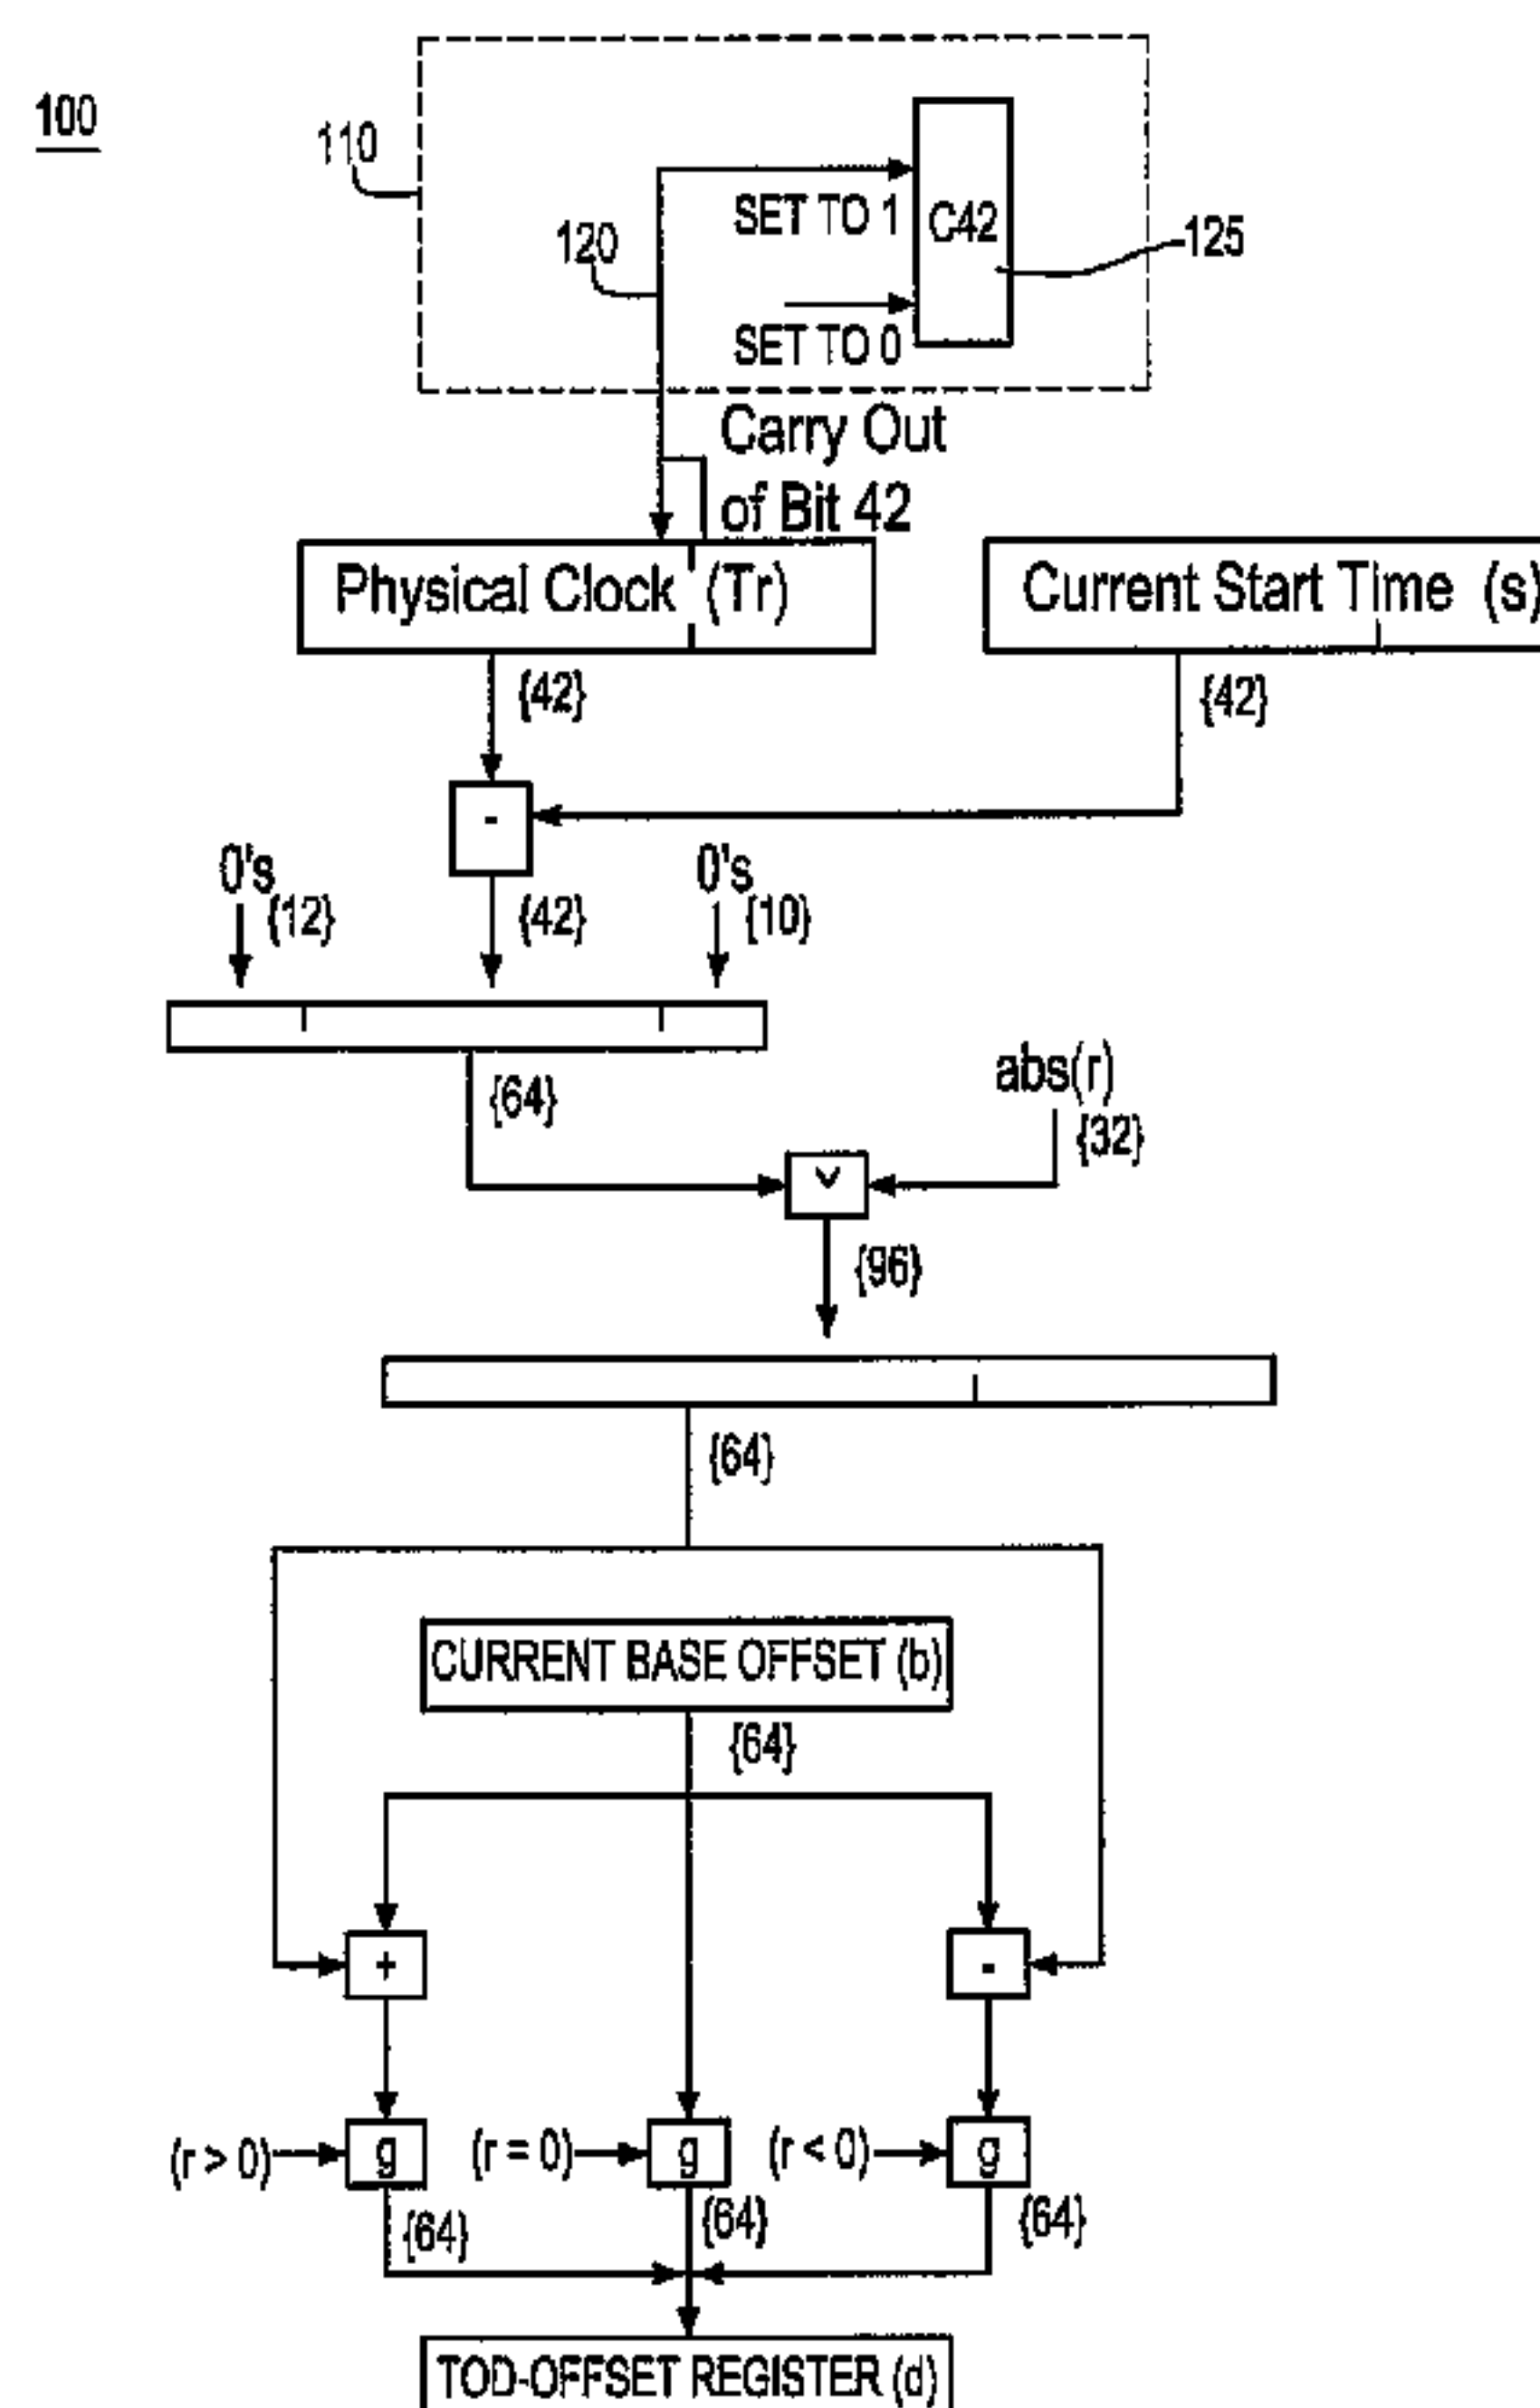 100
110
SET TO 1
C42
120
125
SET TO 0
Carry Out
of Bit 42
Physical Clock (Tr)
Current Start Time (s)
{42}
{42}
-
0's
{12}
{42}
0's
{10}
{64}
abs(r)
{32}
{96}
{64}
CURRENT BASE OFFSET (b)
{64}
+
-
(r > 0)
g
(r = 0)
g
(r < 0)
g
{64}
{64}
{64}
TOD-OFFSET REGISTER (d)